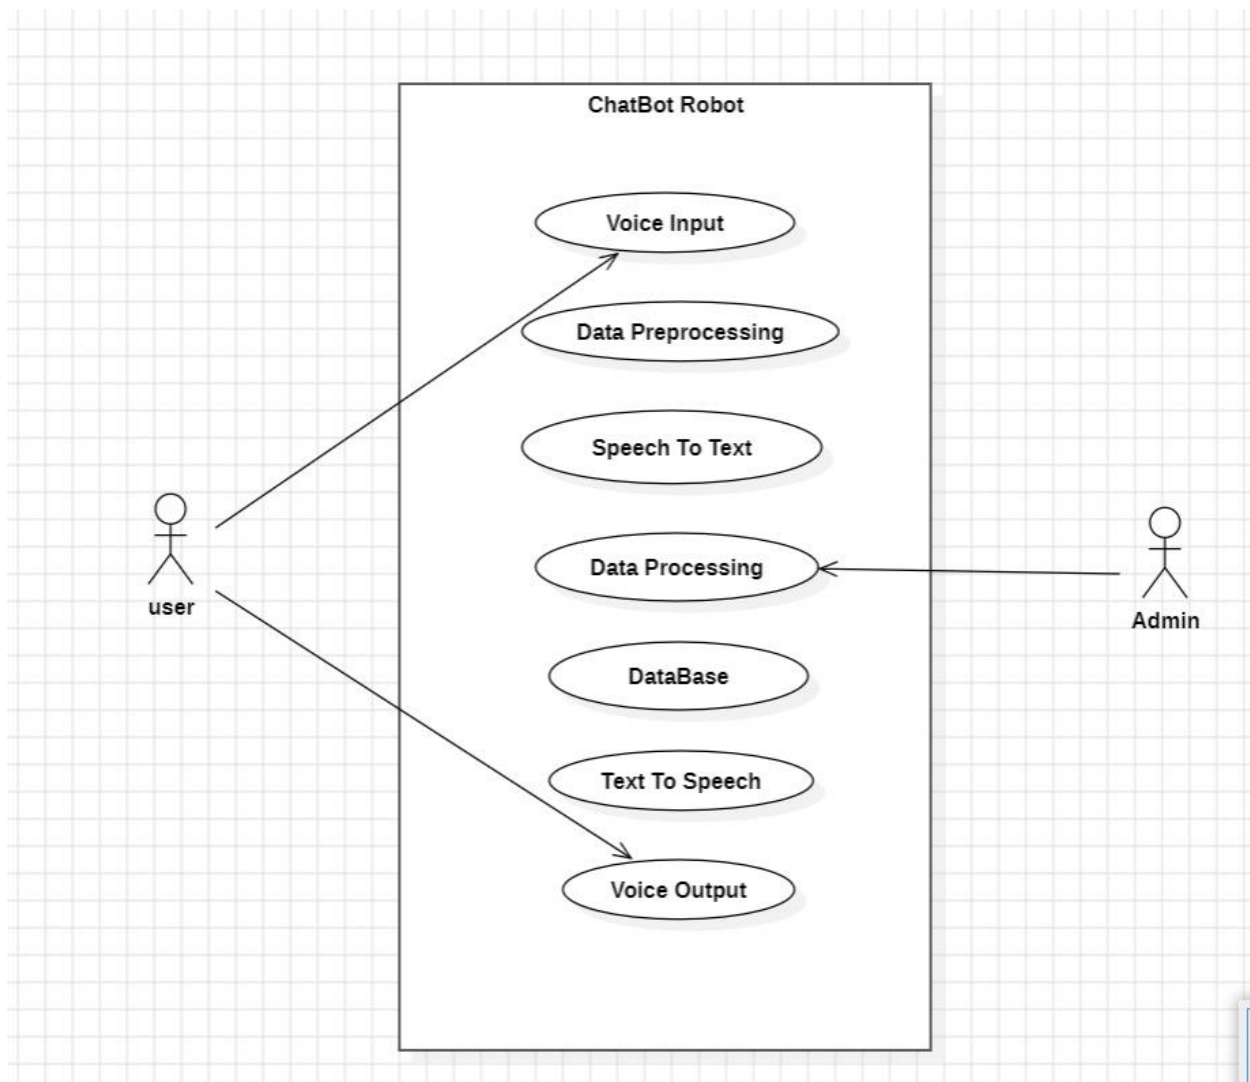 ChatBot Robot
Voice Input
Data Preprocessing
Speech To Text
Data Processing
user
Admin
DataBase
Text To Speech
Voice Output